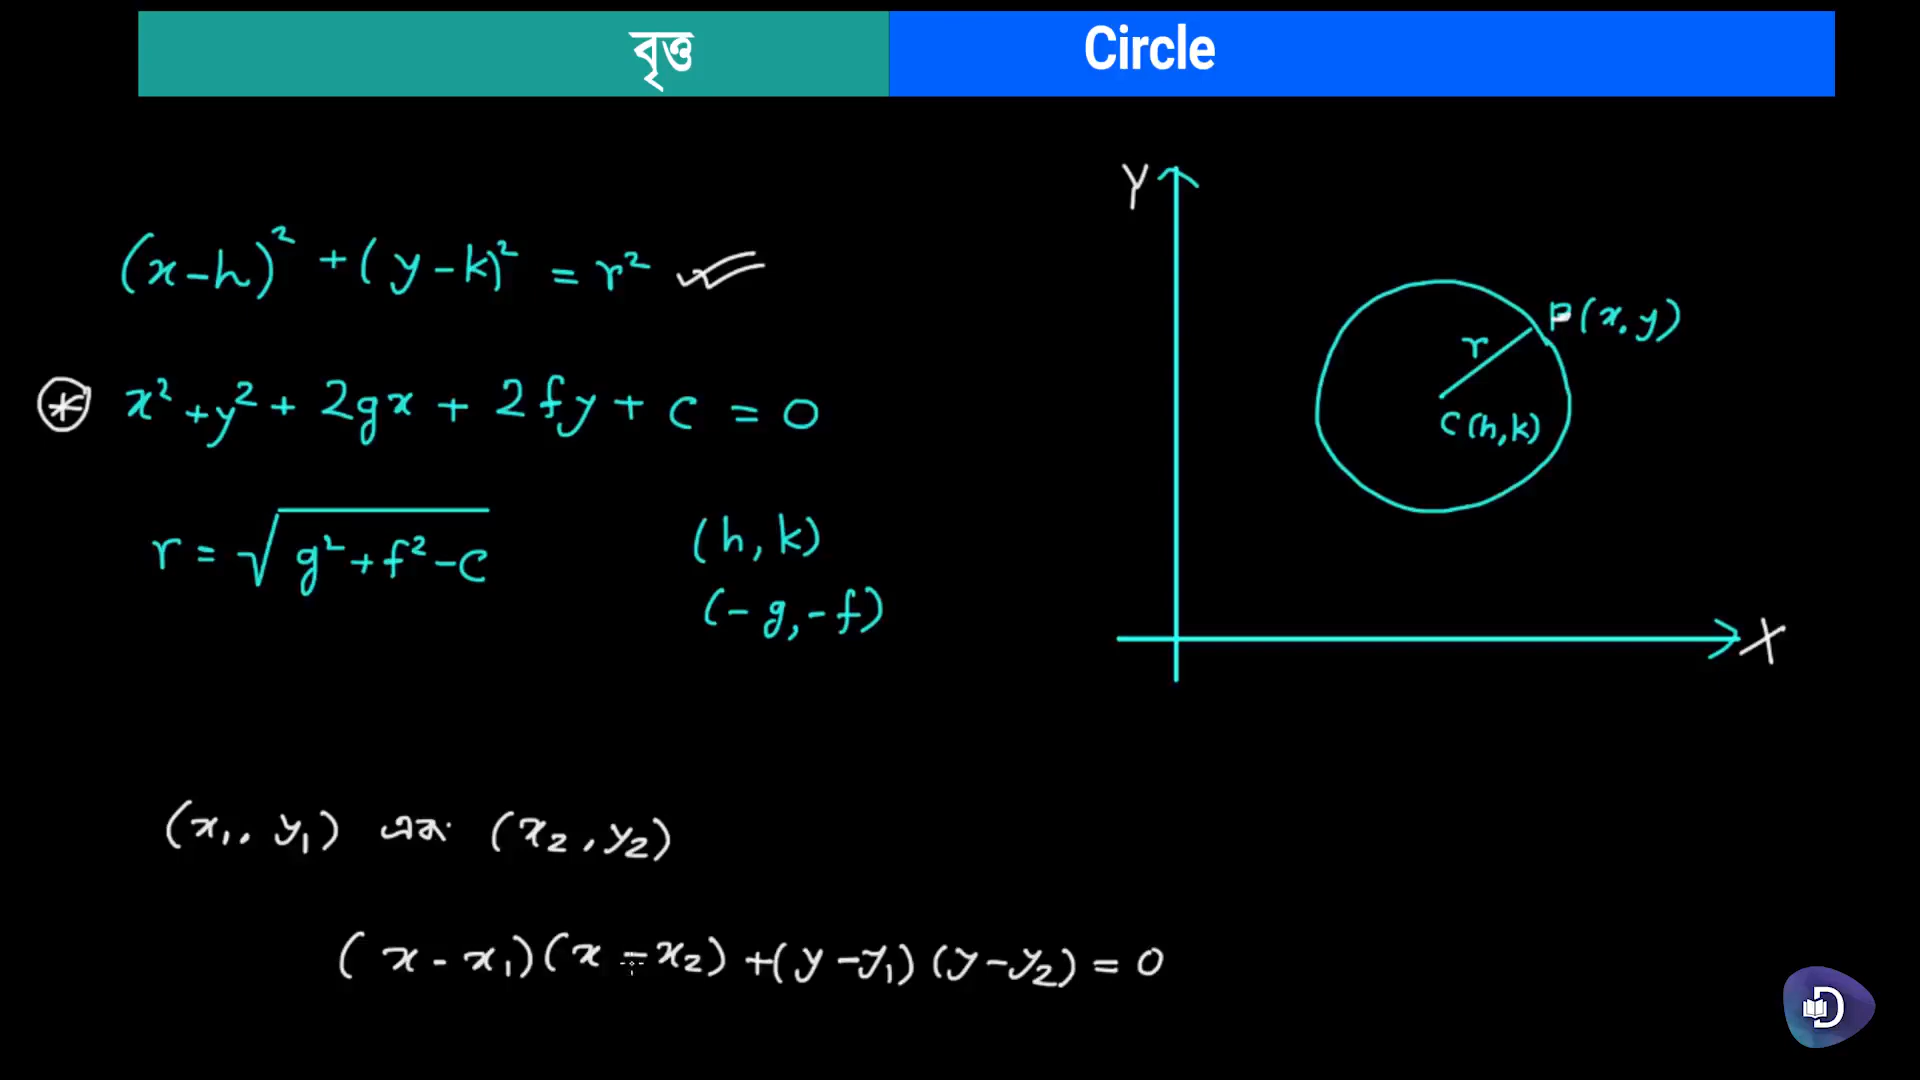 বৃত্ত
Circle
(x-h)² + (y-k)² = r²
x² + y² + 2gx + 2fy + c = 0
r = √(g² + f² - c)
(h, k)
(-g, -f)
Y
P(x, y)
r
C(h, k)
X
(x₁, y₁) এবং (x₂, y₂)
(x - x₁)(x - x₂) + (y - y₁)(y - y₂) = 0
D